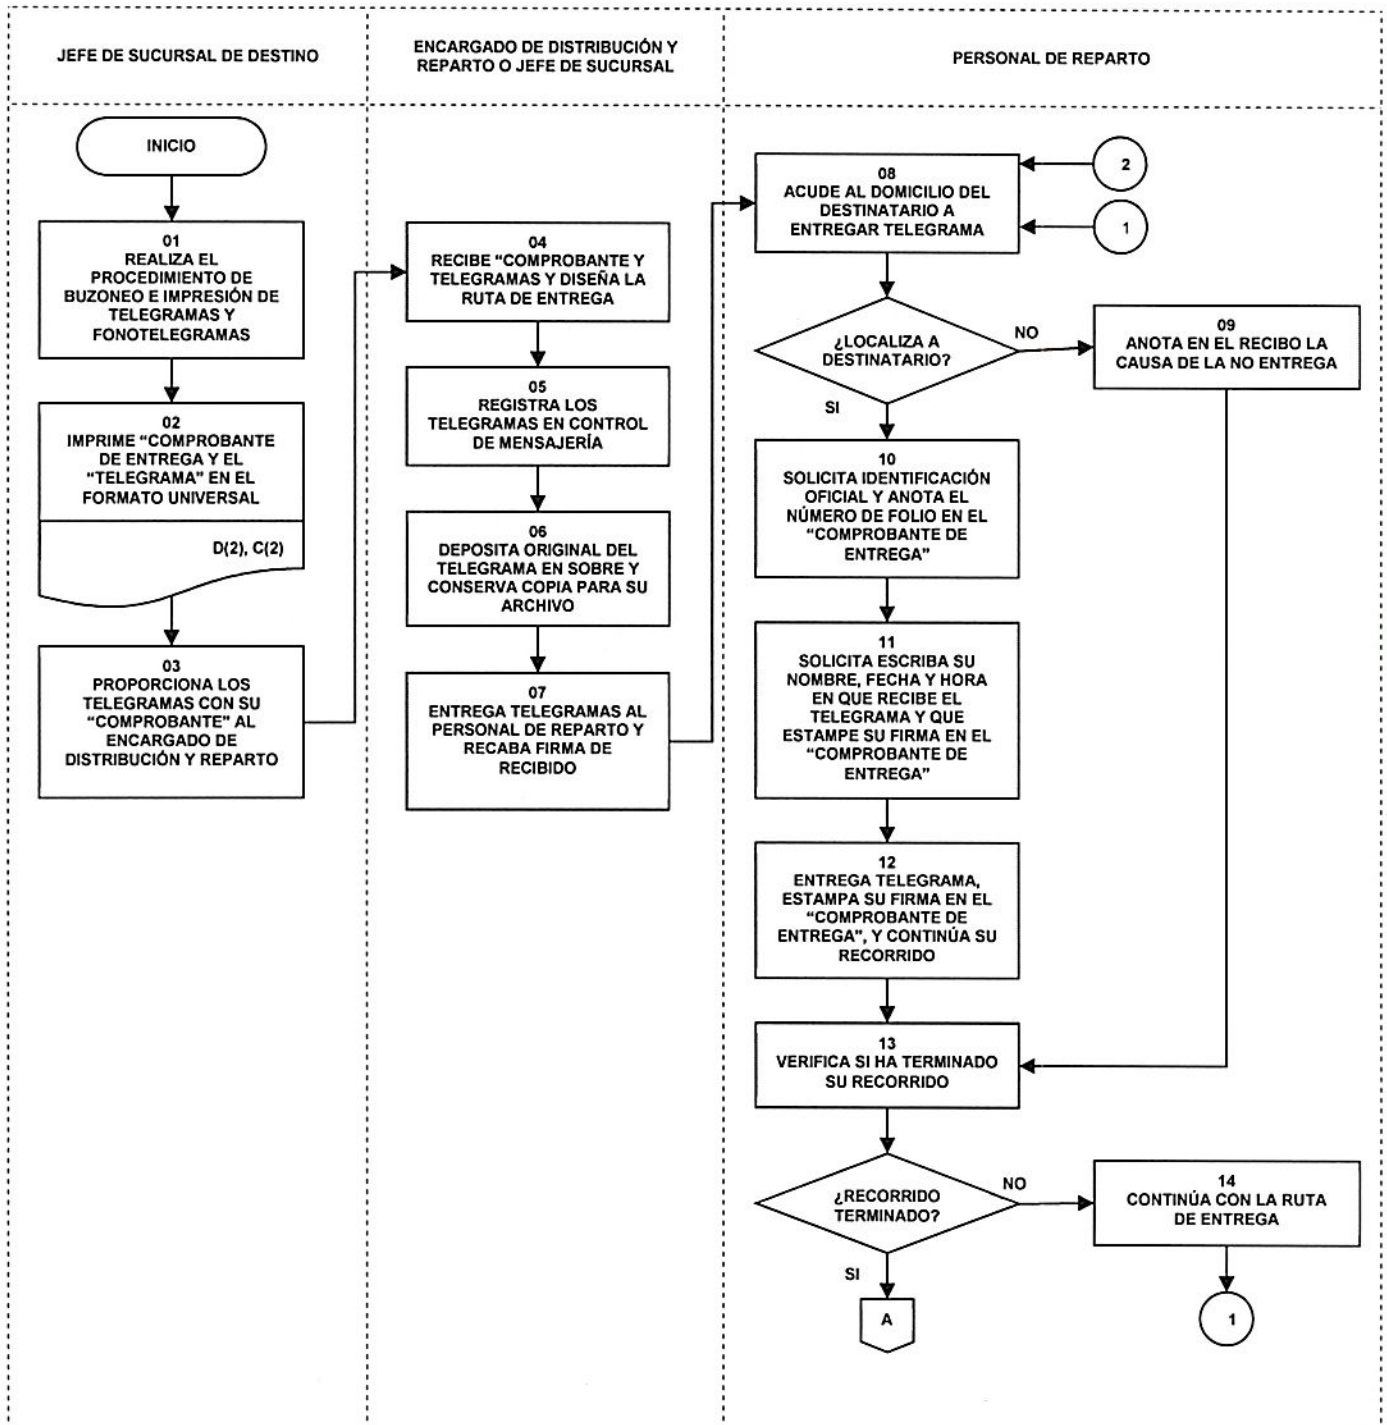 JEFE DE SUCURSAL DE DESTINO
ENCARGADO DE DISTRIBUCIÓN Y
REPARTO O JEFE DE SUCURSAL
PERSONAL DE REPARTO
INICIO
01
REALIZA EL
PROCEDIMIENTO DE
BUZONEO E IMPRESIÓN DE
TELEGRAMAS Y
FONOTELEGRAMAS
02
IMPRIME “COMPROBANTE
DE ENTREGA Y EL
“TELEGRAMA” EN EL
FORMATO UNIVERSAL
D(2), C(2)
03
PROPORCIONA LOS
TELEGRAMAS CON SU
“COMPROBANTE” AL
ENCARGADO DE
DISTRIBUCIÓN Y REPARTO
04
RECIBE “COMPROBANTE Y
TELEGRAMAS Y DISEÑA LA
RUTA DE ENTREGA
05
REGISTRA LOS
TELEGRAMAS EN CONTROL
DE MENSAJERÍA
06
DEPOSITA ORIGINAL DEL
TELEGRAMA EN SOBRE Y
CONSERVA COPIA PARA SU
ARCHIVO
07
ENTREGA TELEGRAMAS AL
PERSONAL DE REPARTO Y
RECABA FIRMA DE
RECIBIDO
08
ACUDE AL DOMICILIO DEL
DESTINATARIO A
ENTREGAR TELEGRAMA
2
1
¿LOCALIZA A
DESTINATARIO?
NO
09
ANOTA EN EL RECIBO LA
CAUSA DE LA NO ENTREGA
SI
10
SOLICITA IDENTIFICACIÓN
OFICIAL Y ANOTA EL
NÚMERO DE FOLIO EN EL
“COMPROBANTE DE
ENTREGA”
11
SOLICITA ESCRIBA SU
NOMBRE, FECHA Y HORA
EN QUE RECIBE EL
TELEGRAMA Y QUE
ESTAMPE SU FIRMA EN EL
“COMPROBANTE DE
ENTREGA”
12
ENTREGA TELEGRAMA,
ESTAMPA SU FIRMA EN EL
“COMPROBANTE DE
ENTREGA”, Y CONTINÚA SU
RECORRIDO
13
VERIFICA SI HA TERMINADO
SU RECORRIDO
¿RECORRIDO
TERMINADO?
NO
14
CONTINÚA CON LA RUTA
DE ENTREGA
SI
A
1